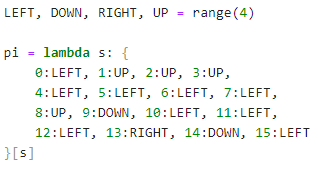 LEFT, DOWN, RIGHT, UP = range(4)
pi = lambda s: {
0:LEFT, 1:UP, 2:UP, 3:UP,
4:LEFT, 5:LEFT, 6:LEFT, 7:LEFT,
8:UP, 9:DOWN, 10:LEFT, 11:LEFT,
12:LEFT, 13:RIGHT, 14:DOWN, 15:LEFT
}[s]